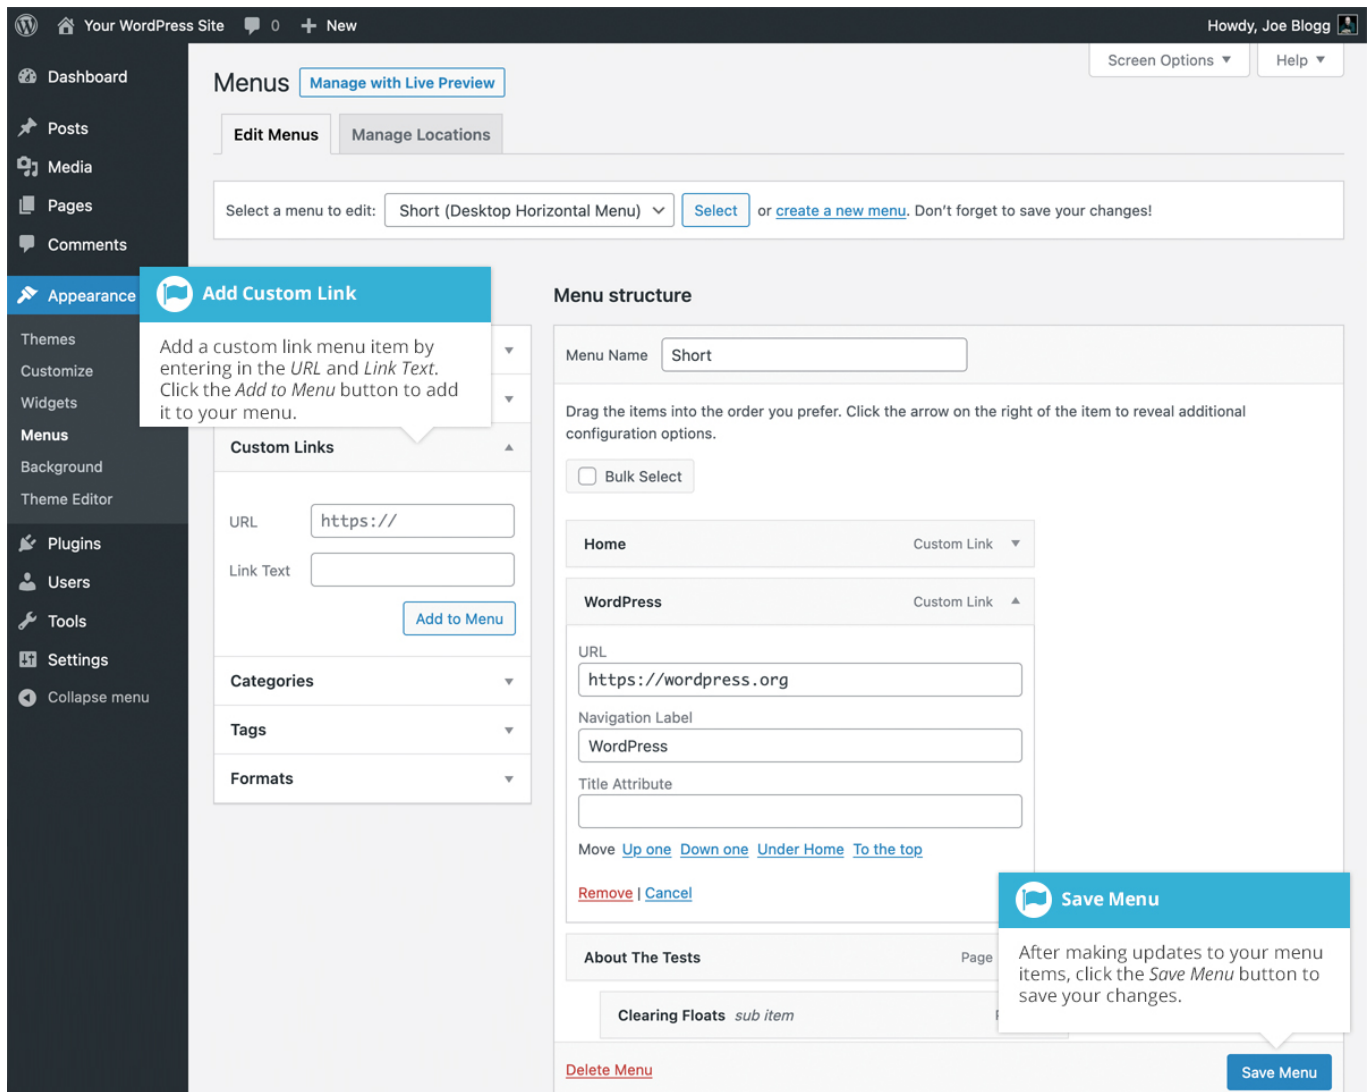 Your WordPress Site 0 + New Howdy, Joe Blogg
Screen Options Help
Dashboard
Posts
Media
Pages
Comments
Appearance
Themes
Customize
Widgets
Menus
Background
Theme Editor
Plugins
Users
Tools
Settings
Collapse menu
Menus Manage with Live Preview
Edit Menus Manage Locations
Select a menu to edit: Short (Desktop Horizontal Menu) Select or create a new menu. Don't forget to save your changes!
Add Custom Link
Add a custom link menu item by
entering in the URL and Link Text.
Click the Add to Menu button to add
it to your menu.
Custom Links
URL https://
Link Text
Add to Menu
Categories
Tags
Formats
Menu structure
Menu Name Short
Drag the items into the order you prefer. Click the arrow on the right of the item to reveal additional
configuration options.
Bulk Select
Home Custom Link
WordPress Custom Link
URL
https://wordpress.org
Navigation Label
WordPress
Title Attribute
Move Up one Down one Under Home To the top
Remove | Cancel
About The Tests Page
Clearing Floats sub item
Save Menu
After making updates to your menu
items, click the Save Menu button to
save your changes.
Delete Menu Save Menu